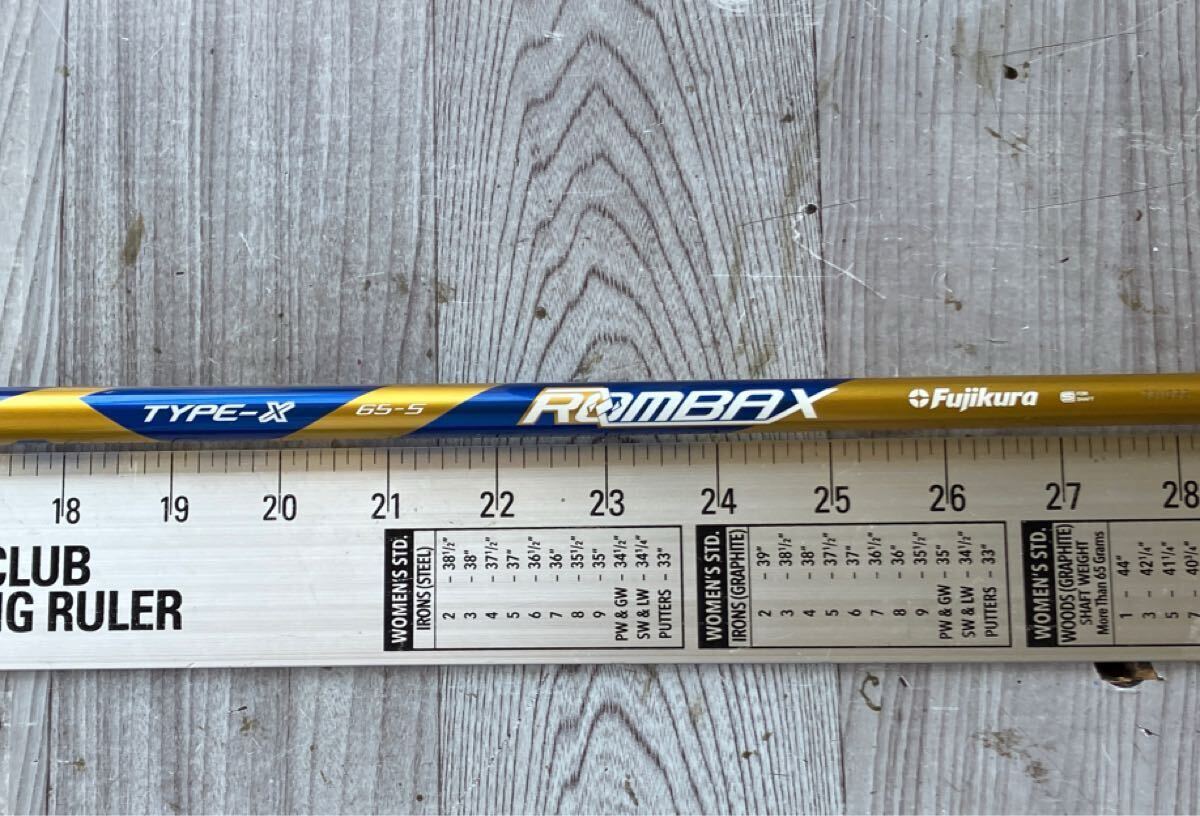 TYPE-X 65-S ROMBAX Fujikura
18 19 20 21 22 23 24 25 26 27 28
CLUB
NG RULER
WOMEN'S STD.
IRONS (STEEL)
2 - 38½"
3 - 38"
4 - 37½"
5 - 37"
6 - 36½"
7 - 36"
8 - 35½"
9 - 35"
PW & GW - 34½"
SW & LW - 34¼"
PUTTERS - 33"
WOMEN'S STD.
IRONS (GRAPHITE)
2 - 39"
3 - 38½"
4 - 38"
5 - 37½"
6 - 37"
7 - 36½"
8 - 36"
9 - 35½"
PW & GW - 35"
SW & LW - 34½"
PUTTERS - 33"
WOMEN'S STD.
WOODS (GRAPHITE)
SHAFT WEIGHT
More Than 65 Grams
1 - 44"
3 - 42¼"
5 - 41¼"
7 - 40½"